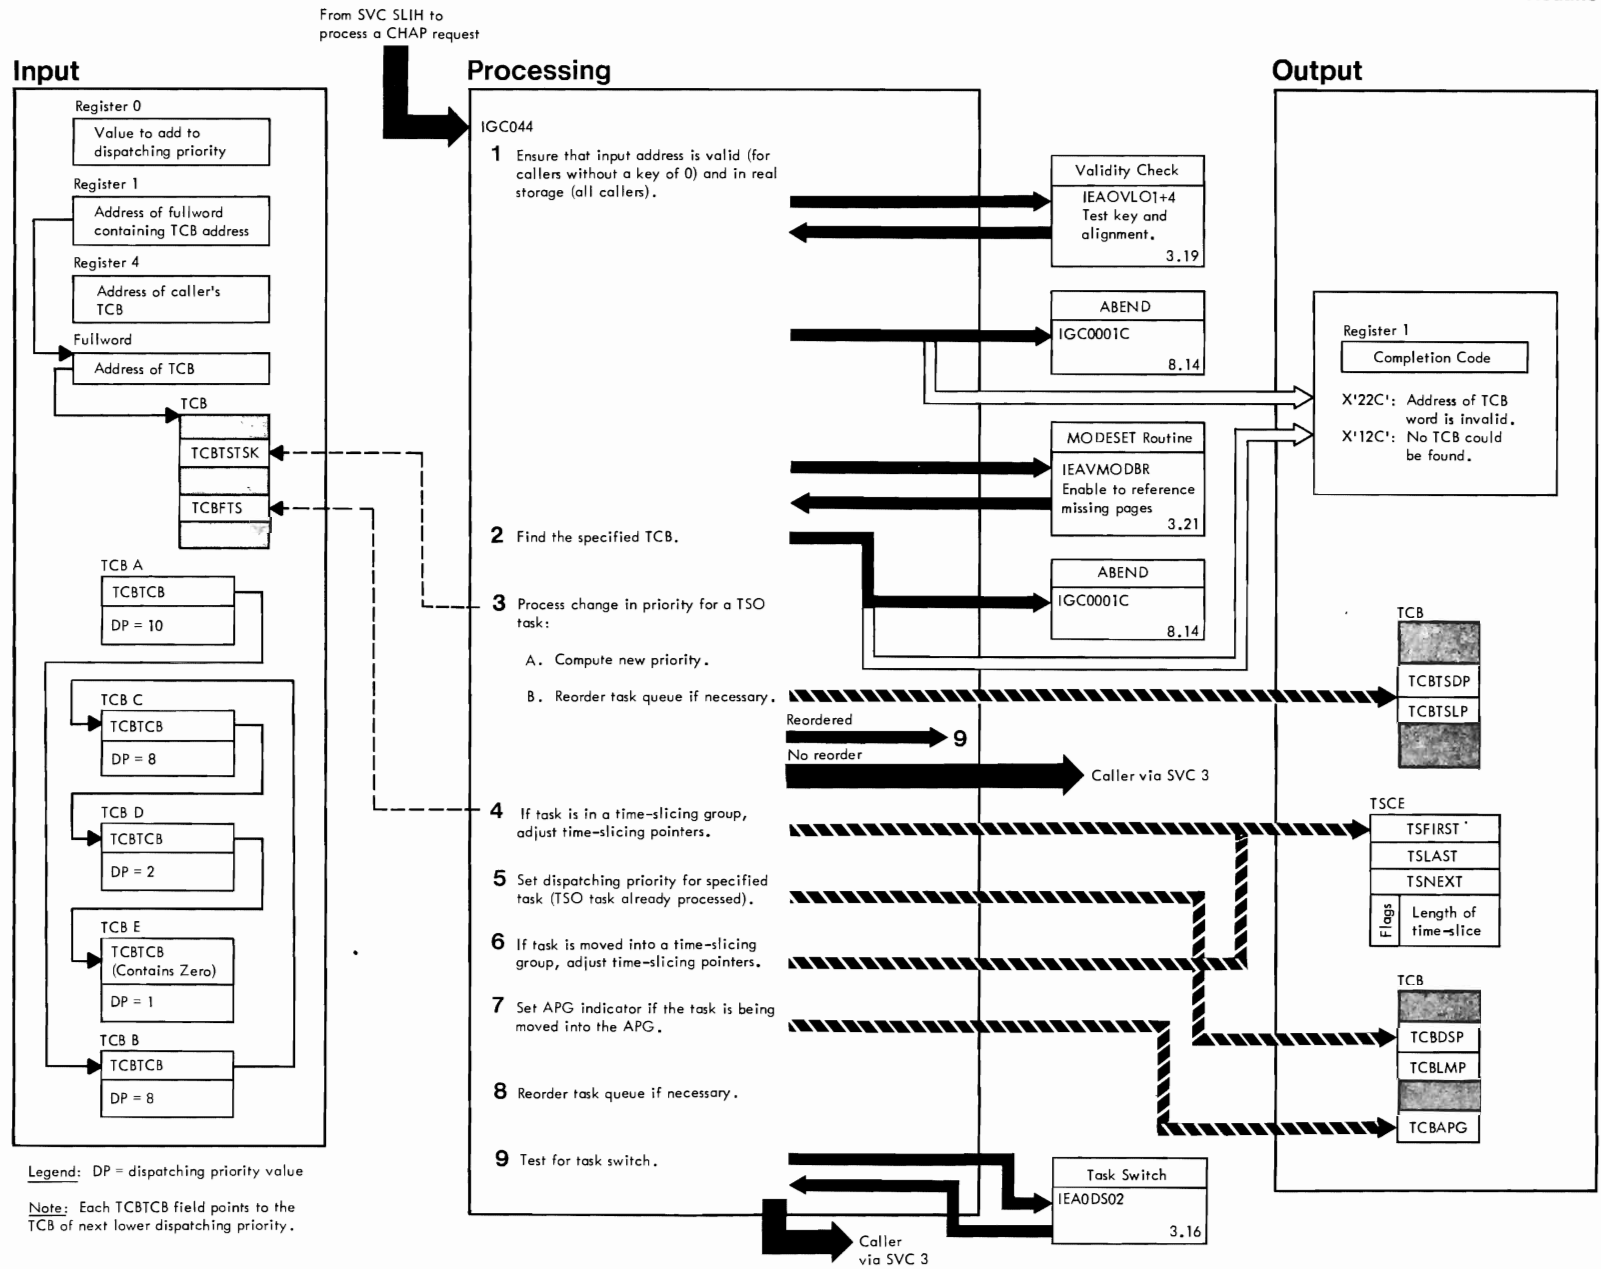 From SVC SLIH to
process a CHAP request
Input
Register 0
Value to add to
dispatching priority
Register 1
Address of fullword
containing TCB address
Register 4
Address of caller's
TCB
Fullword
Address of TCB
TCB
TCBTSTSK
TCBFTS
TCB A
TCBTCB
DP = 10
TCB C
TCBTCB
DP = 8
TCB D
TCBTCB
DP = 2
TCB E
TCBTCB
(Contains Zero)
DP = 1
TCB B
TCBTCB
DP = 8
Legend: DP = dispatching priority value
Note: Each TCBTCB field points to the
TCB of next lower dispatching priority.
Processing
IGC044
1 Ensure that input address is valid (for
callers without a key of 0) and in real
storage (all callers).
2 Find the specified TCB.
3 Process change in priority for a TSO
task:
A. Compute new priority.
B. Reorder task queue if necessary.
Reordered
9
No reorder
Caller via SVC 3
4 If task is in a time-slicing group,
adjust time-slicing pointers.
5 Set dispatching priority for specified
task (TSO task already processed).
6 If task is moved into a time-slicing
group, adjust time-slicing pointers.
7 Set APG indicator if the task is being
moved into the APG.
8 Reorder task queue if necessary.
9 Test for task switch.
Caller
via SVC 3
Validity Check
IEAOVLO1+4
Test key and
alignment.
3.19
ABEND
IGC0001C
8.14
MODESET Routine
IEAVMODBR
Enable to reference
missing pages
3.21
ABEND
IGC0001C
8.14
Task Switch
IEA0DS02
3.16
Output
Register 1
Completion Code
X'22C': Address of TCB
word is invalid.
X'12C': No TCB could
be found.
TCB
TCBTSDP
TCBTSLP
TSCE
TSFIRST
TSLAST
TSNEXT
Flags
Length of
time-slice
TCB
TCBDSP
TCBLMP
TCBAPG